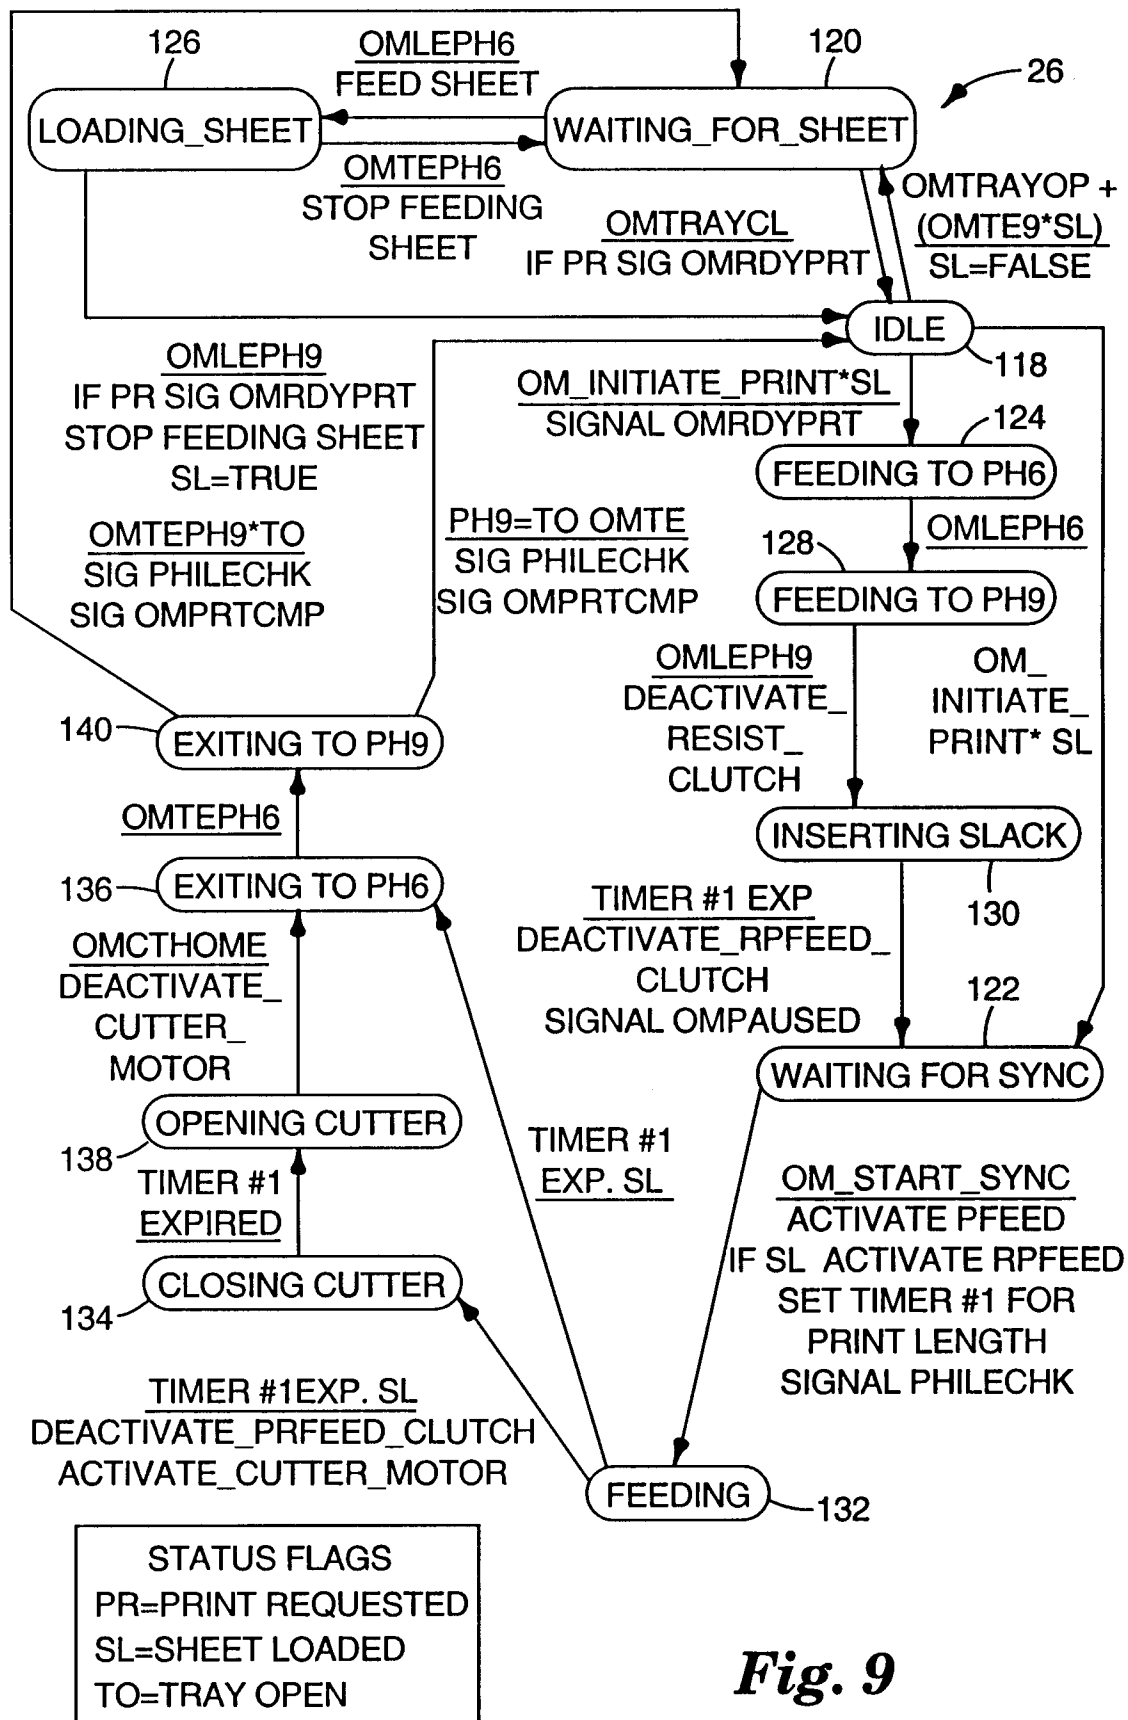 126
OMLEPH6
FEED SHEET
120
26
LOADING_SHEET
WAITING_FOR_SHEET
OMTEPH6
STOP FEEDING
SHEET
OMTRAYCL
IF PR SIG OMRDYPRT
OMTRAYOP +
(OMTE9*SL)
SL=FALSE
IDLE
118
OMLEPH9
IF PR SIG OMRDYPRT
STOP FEEDING SHEET
SL=TRUE
OM_INITIATE_PRINT*SL
SIGNAL OMRDYPRT
124
FEEDING TO PH6
OMTEPH9*TO
SIG PHILECHK
SIG OMPRTCMP
PH9=TO OMTE
SIG PHILECHK
SIG OMPRTCMP
OMLEPH6
128
FEEDING TO PH9
OMLEPH9
DEACTIVATE_
RESIST_
CLUTCH
OM_
INITIATE_
PRINT* SL
140
EXITING TO PH9
OMTEPH6
INSERTING SLACK
130
136
EXITING TO PH6
TIMER #1 EXP
DEACTIVATE_RPFEED_
CLUTCH
SIGNAL OMPAUSED
OMCTHOME
DEACTIVATE_
CUTTER_
MOTOR
122
WAITING FOR SYNC
OPENING CUTTER
138
TIMER #1
EXP. SL
TIMER #1
EXPIRED
OM_START_SYNC
ACTIVATE PFEED
IF SL ACTIVATE RPFEED
SET TIMER #1 FOR
PRINT LENGTH
SIGNAL PHILECHK
CLOSING CUTTER
134
TIMER #1EXP. SL
DEACTIVATE_PRFEED_CLUTCH
ACTIVATE_CUTTER_MOTOR
FEEDING
132
STATUS FLAGS
PR=PRINT REQUESTED
SL=SHEET LOADED
TO=TRAY OPEN
Fig. 9